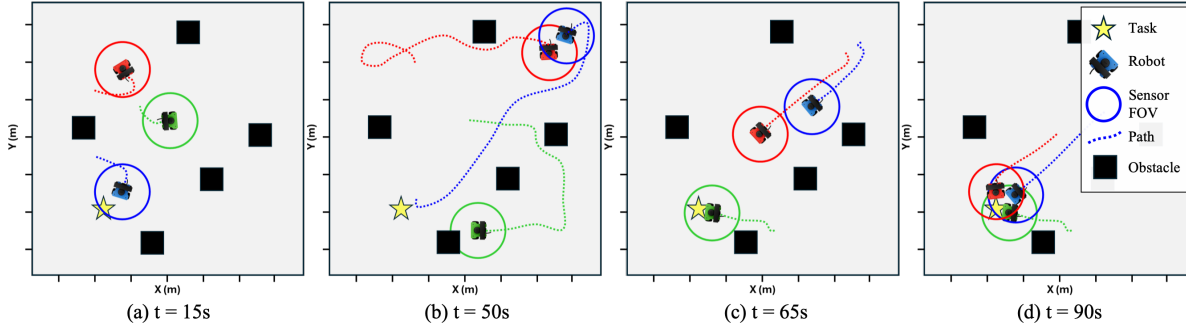 Y (m)
X (m)
(a) t = 15s
Y (m)
X (m)
(b) t = 50s
Y (m)
X (m)
(c) t = 65s
Y (m)
X (m)
(d) t = 90s
Task
Robot
Sensor
FOV
Path
Obstacle